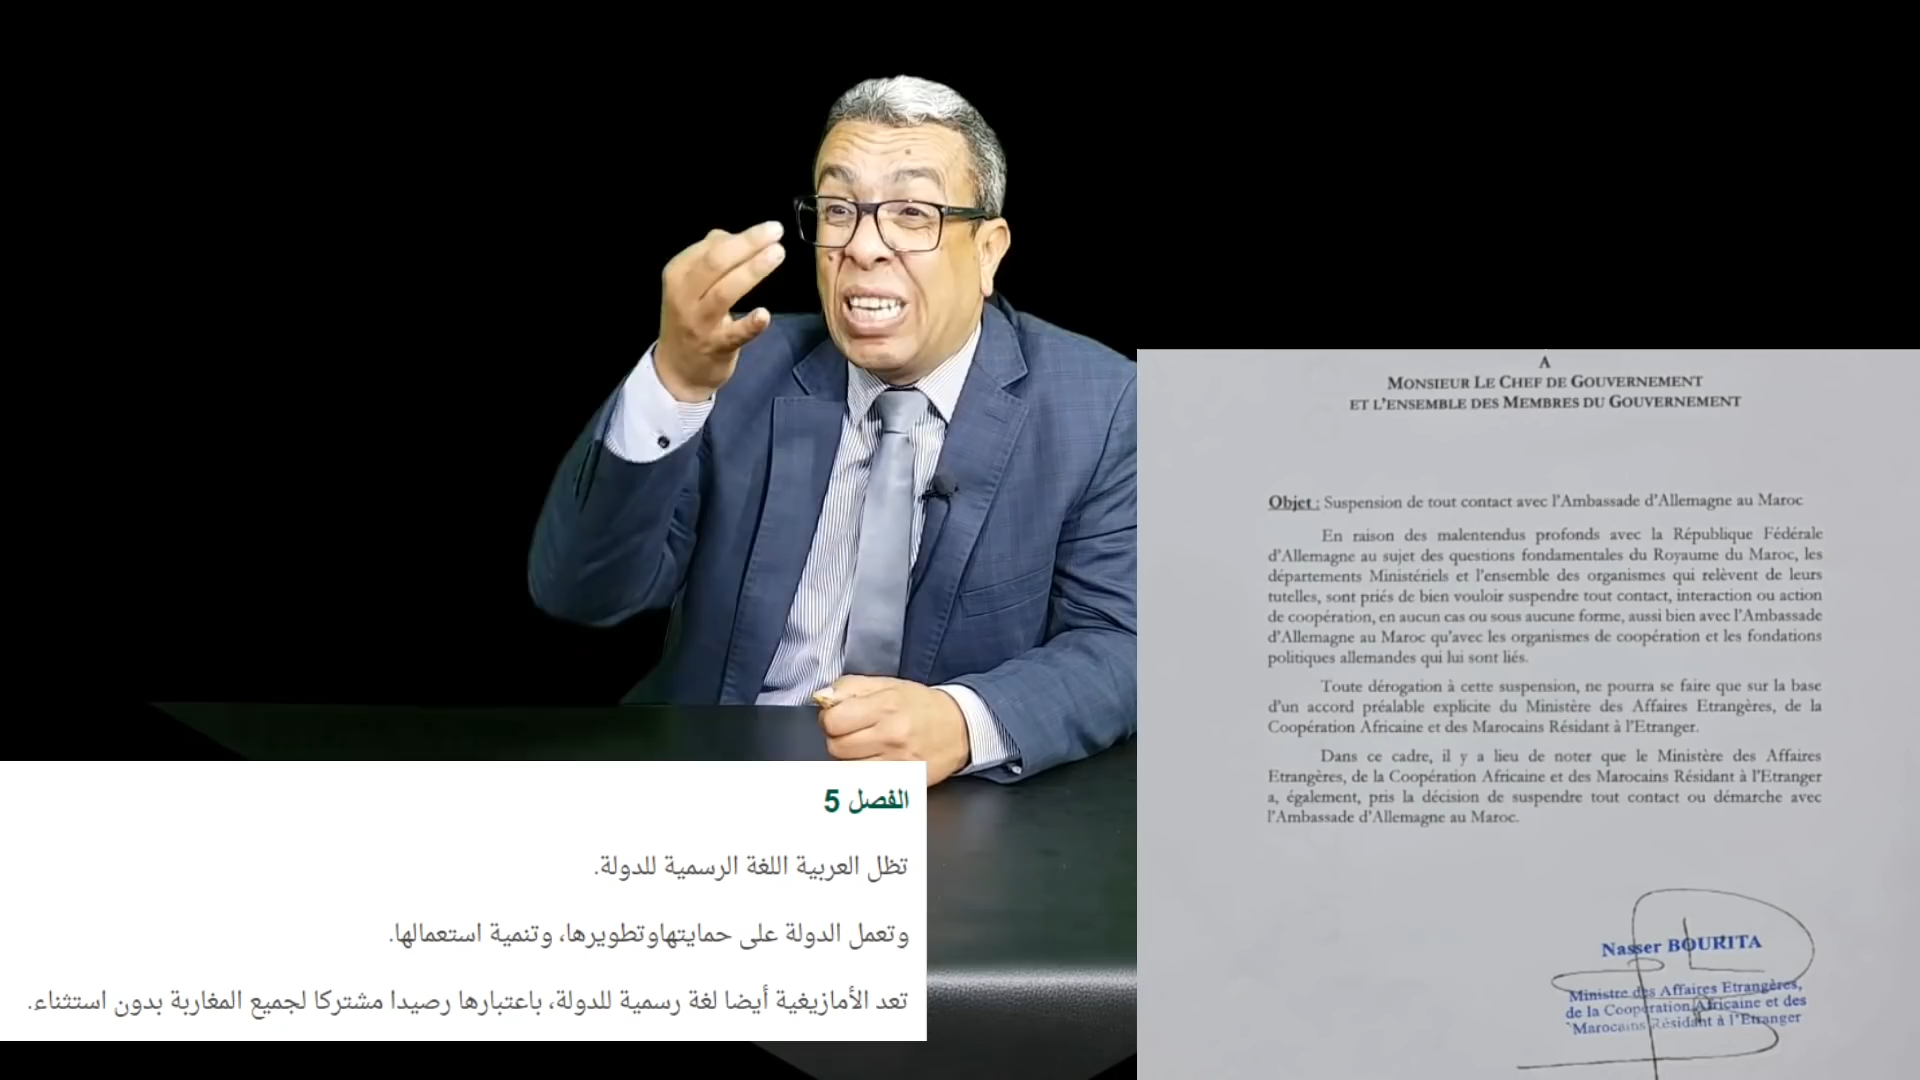 A
MONSIEUR LE CHEF DE GOUVERNEMENT
ET L'ENSEMBLE DES MEMBRES DU GOUVERNEMENT
Objet : Suspension de tout contact avec l'Ambassade d'Allemagne au Maroc
En raison des malentendus profonds avec la République Fédérale
d'Allemagne au sujet des questions fondamentales du Royaume du Maroc, les
départements Ministériels et l'ensemble des organismes qui relèvent de leurs
tutelles, sont priés de bien vouloir suspendre tout contact, interaction ou action
de coopération, en aucun cas ou sous aucune forme, aussi bien avec l'Ambassade
d'Allemagne au Maroc qu'avec les organismes de coopération et les fondations
politiques allemandes qui lui sont liés.
Toute dérogation à cette suspension, ne pourra se faire que sur la base
d'un accord préalable explicite du Ministère des Affaires Etrangères, de la
Coopération Africaine et des Marocains Résidant à l'Etranger.
Dans ce cadre, il y a lieu de noter que le Ministère des Affaires
Etrangères, de la Coopération Africaine et des Marocains Résidant à l'Etranger
a, également, pris la décision de suspendre tout contact ou démarche avec
l'Ambassade d'Allemagne au Maroc.
Nasser BOURITA
Ministre des Affaires Etrangères,
de la Coopération Africaine et des
Marocains Résidant à l'Etranger
الفصل 5
تظل العربية اللغة الرسمية للدولة.
وتعمل الدولة على حمايتهاوتطويرها، وتنمية استعمالها.
تعد الأمازيغية أيضا لغة رسمية للدولة، باعتبارها رصيدا مشتركا لجميع المغاربة بدون استثناء.